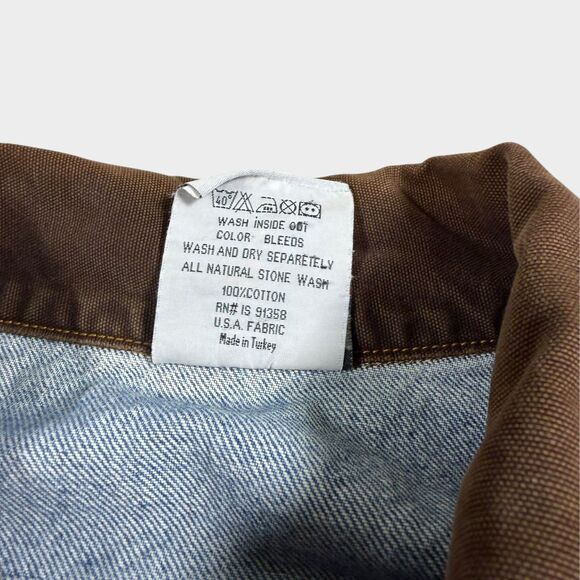 40°
WASH INSIDE OUT
COLOR BLEEDS
WASH AND DRY SEPARETELY
ALL NATURAL STONE WASH
100%COTTON
RN# IS 91358
U.S.A. FABRIC
Made in Turkey